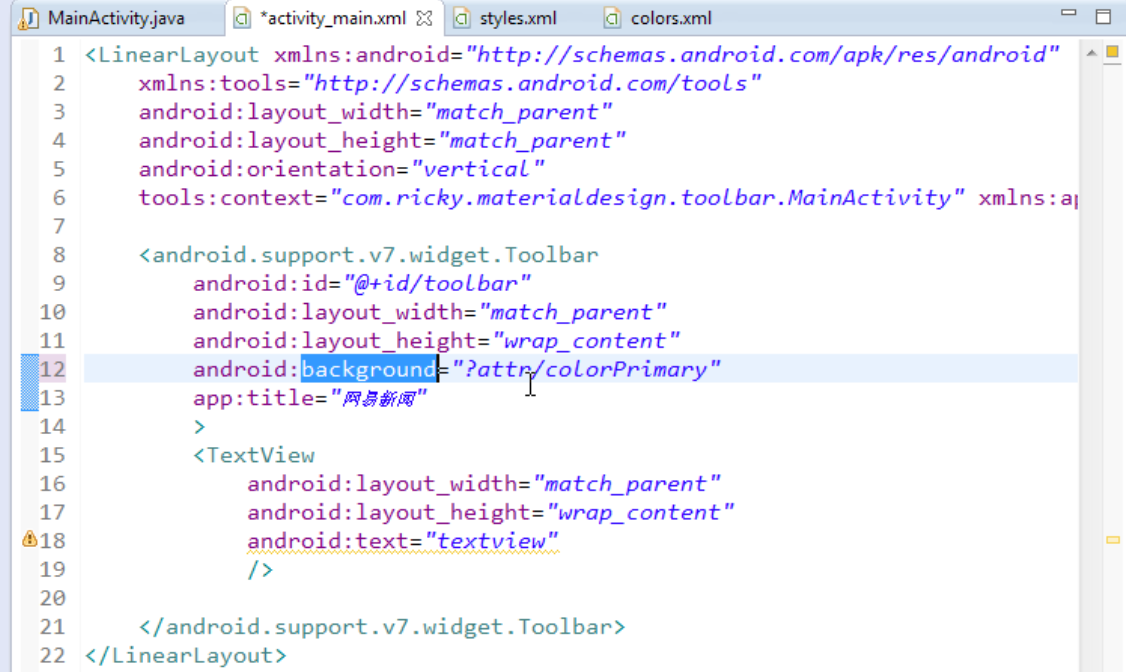 MainActivity.java *activity_main.xml styles.xml colors.xml
1 <LinearLayout xmlns:android="http://schemas.android.com/apk/res/android"
2 xmlns:tools="http://schemas.android.com/tools"
3 android:layout_width="match_parent"
4 android:layout_height="match_parent"
5 android:orientation="vertical"
6 tools:context="com.ricky.materialdesign.toolbar.MainActivity" xmlns:ap
7
8 <android.support.v7.widget.Toolbar
9 android:id="@+id/toolbar"
10 android:layout_width="match_parent"
11 android:layout_height="wrap_content"
12 android:background="?attr/colorPrimary"
13 app:title="网易新闻"
14 >
15 <TextView
16 android:layout_width="match_parent"
17 android:layout_height="wrap_content"
18 android:text="textview"
19 />
20
21 </android.support.v7.widget.Toolbar>
22 </LinearLayout>